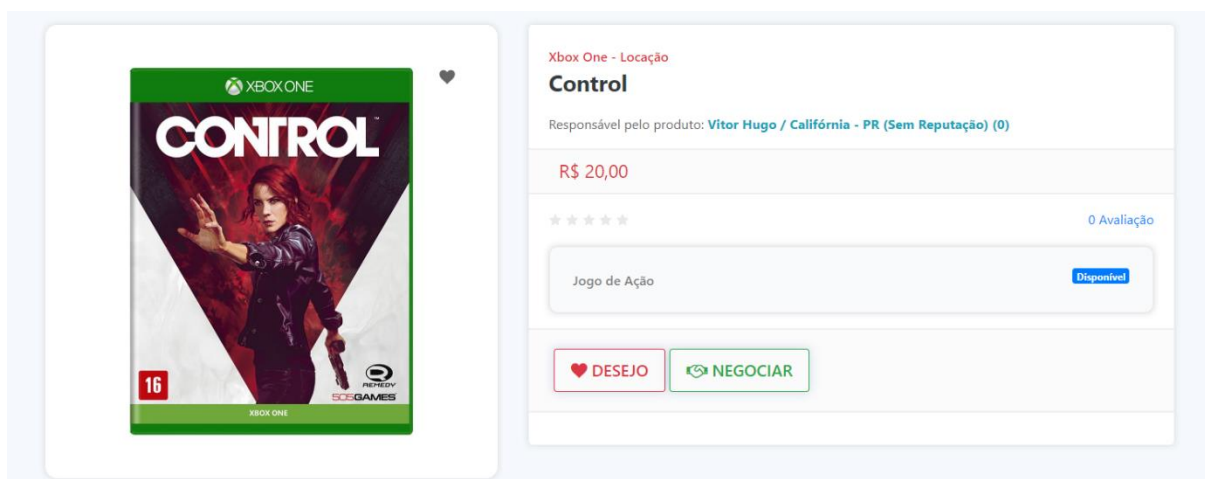 XBOX ONE
CONTROL
16
REMEDY
505GAMES
XBOX ONE
Xbox One - Locação
Control
Responsável pelo produto: Vitor Hugo / Califórnia - PR (Sem Reputação) (0)
R$ 20,00
0 Avaliação
Jogo de Ação
Disponível
DESEJO
NEGOCIAR